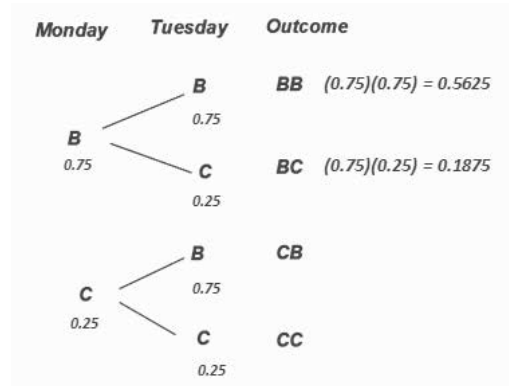 Monday Tuesday Outcome
B BB (0.75)(0.75) = 0.5625
0.75
B
0.75
C BC (0.75)(0.25) = 0.1875
0.25
B CB
0.75
C
0.25
C CC
0.25